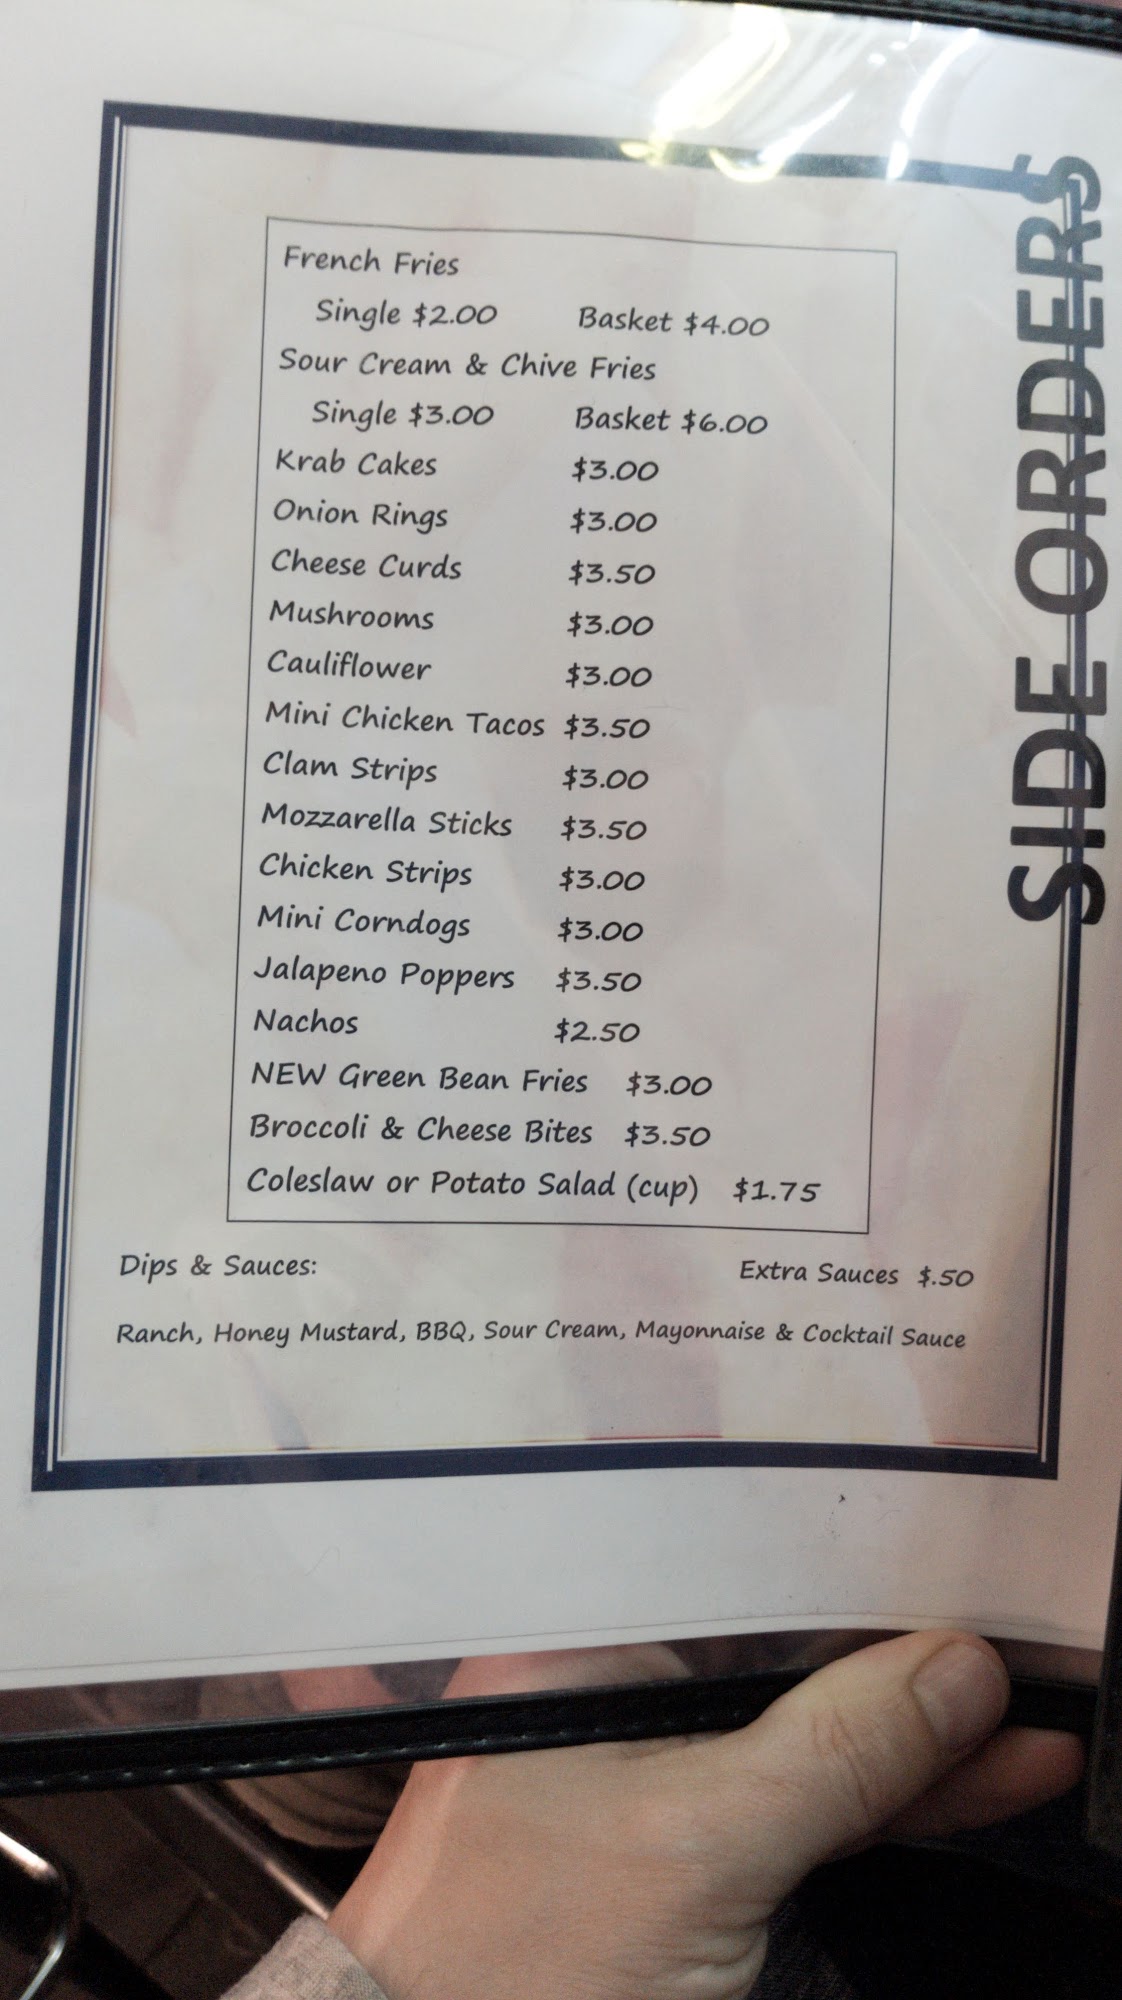 SIDE ORDERS
French Fries
Single $2.00 Basket $4.00
Sour Cream & Chive Fries
Single $3.00 Basket $6.00
Krab Cakes $3.00
Onion Rings $3.00
Cheese Curds $3.50
Mushrooms $3.00
Cauliflower $3.00
Mini Chicken Tacos $3.50
Clam Strips $3.00
Mozzarella Sticks $3.50
Chicken Strips $3.00
Mini Corndogs $3.00
Jalapeno Poppers $3.50
Nachos $2.50
NEW Green Bean Fries $3.00
Broccoli & Cheese Bites $3.50
Coleslaw or Potato Salad (cup) $1.75
Dips & Sauces: Extra Sauces $.50
Ranch, Honey Mustard, BBQ, Sour Cream, Mayonnaise & Cocktail Sauce